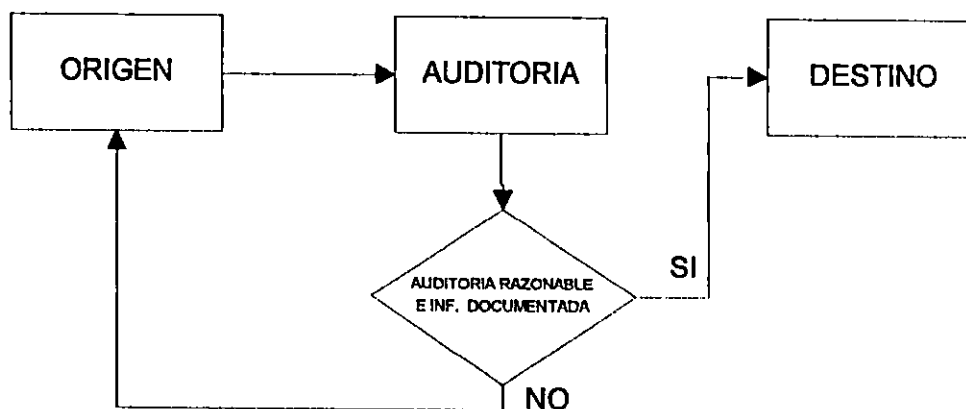 ORIGEN
AUDITORIA
DESTINO
AUDITORIA RAZONABLE
E INF. DOCUMENTADA
SI
NO